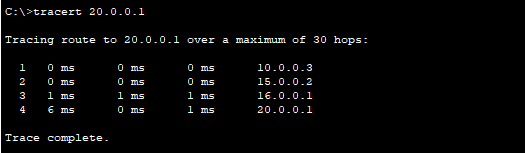 C:\>tracert 20.0.0.1
Tracing route to 20.0.0.1 over a maximum of 30 hops:
1 0 ms 0 ms 0 ms 10.0.0.3
2 0 ms 0 ms 0 ms 15.0.0.2
3 1 ms 1 ms 1 ms 16.0.0.1
4 6 ms 0 ms 1 ms 20.0.0.1
Trace complete.